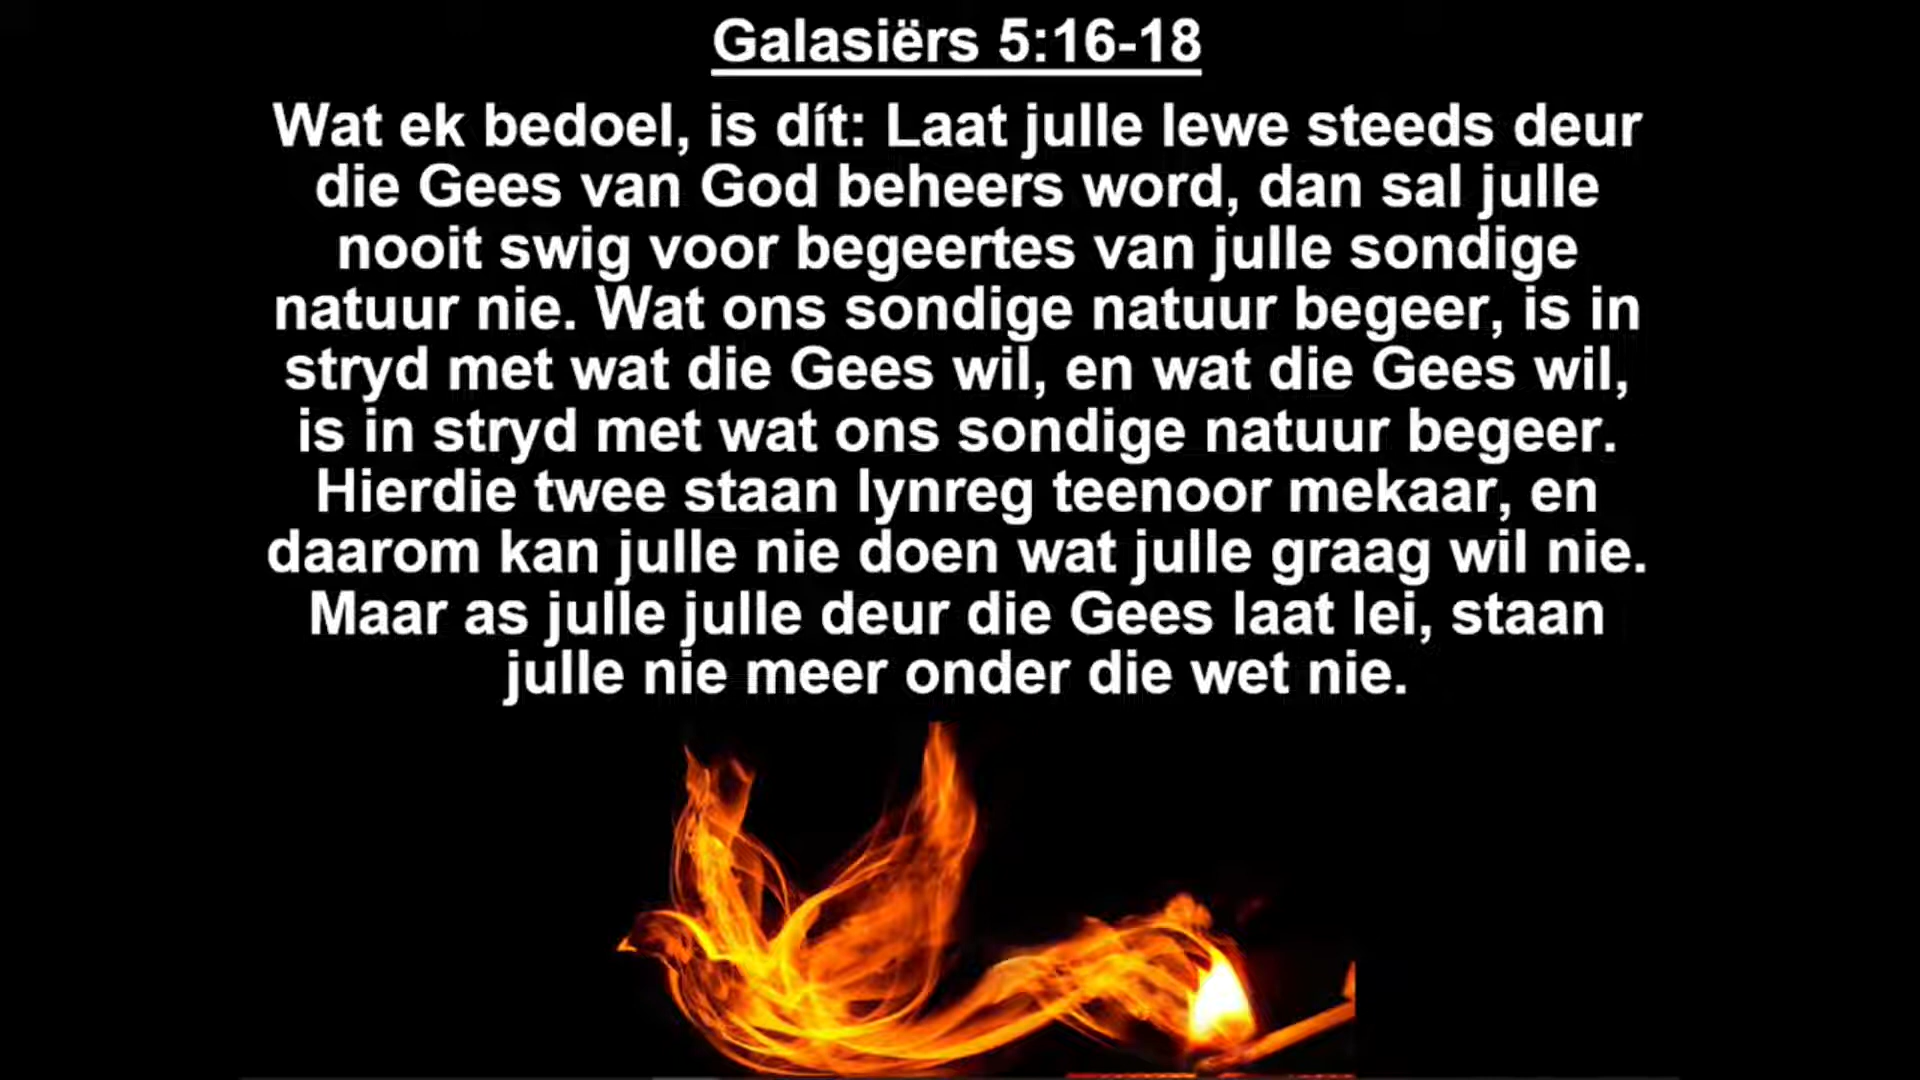 Galasiërs 5:16-18
Wat ek bedoel, is dít: Laat julle lewe steeds deur
die Gees van God beheers word, dan sal julle
nooit swig voor begeertes van julle sondige
natuur nie. Wat ons sondige natuur begeer, is in
stryd met wat die Gees wil, en wat die Gees wil,
is in stryd met wat ons sondige natuur begeer.
Hierdie twee staan lynreg teenoor mekaar, en
daarom kan julle nie doen wat julle graag wil nie.
Maar as julle julle deur die Gees laat lei, staan
julle nie meer onder die wet nie.